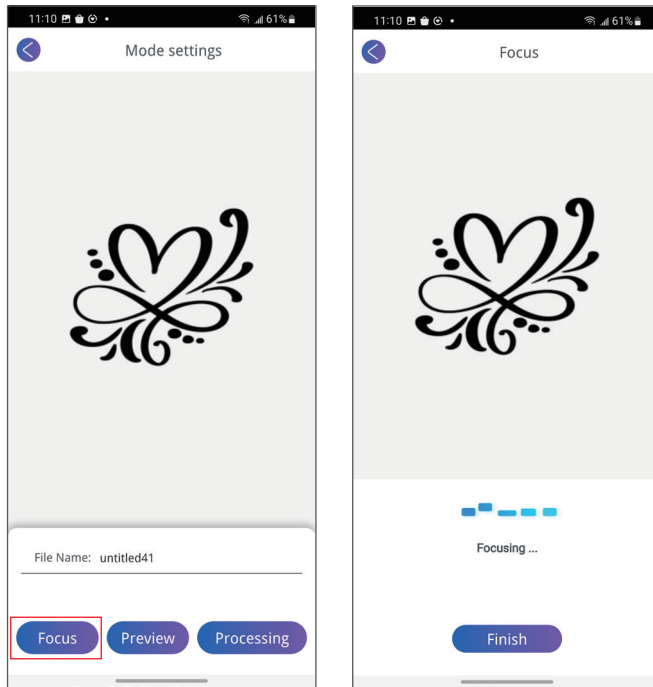 11:10 61%
Mode settings
File Name: untitled41
Focus Preview Processing
11:10 61%
Focus
Focusing ...
Finish